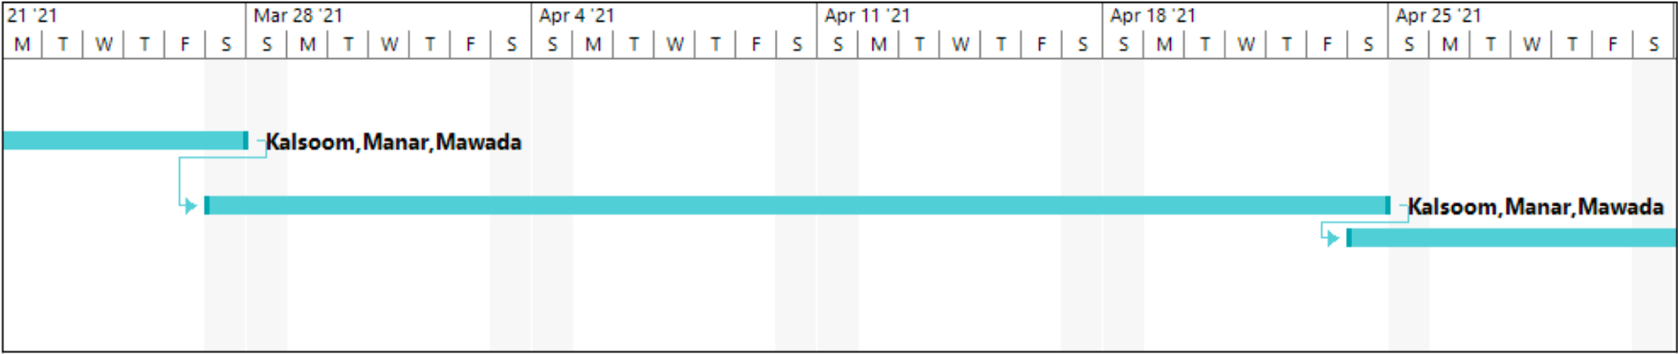 21 '21 Mar 28 '21 Apr 4 '21 Apr 11 '21 Apr 18 '21 Apr 25 '21
M T W T F S S M T W T F S S M T W T F S S M T W T F S S M T W T F S S M T W T F S
Kalsoom,Manar,Mawada
Kalsoom,Manar,Mawada